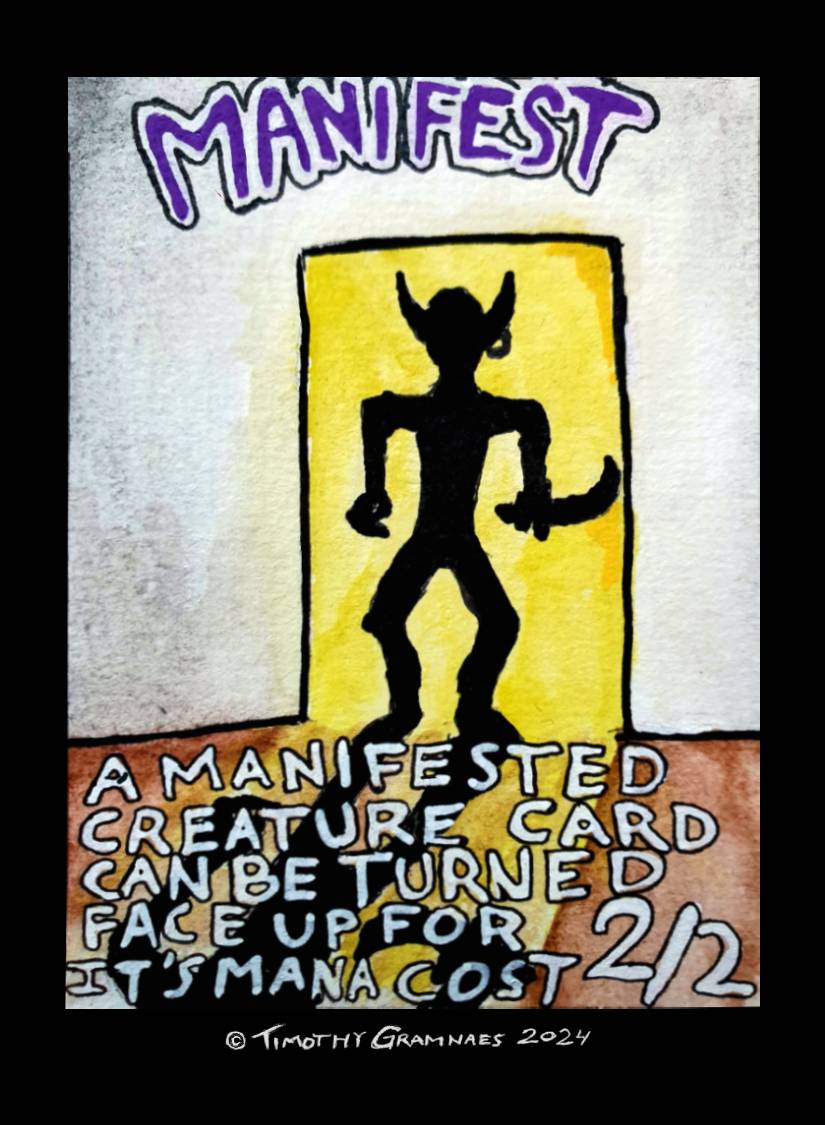 MANIFEST
A MANIFESTED
CREATURE CARD
CAN BE TURNED
FACE UP FOR
IT'S MANA COST 2/2
© TIMOTHY GRAMNAES 2024